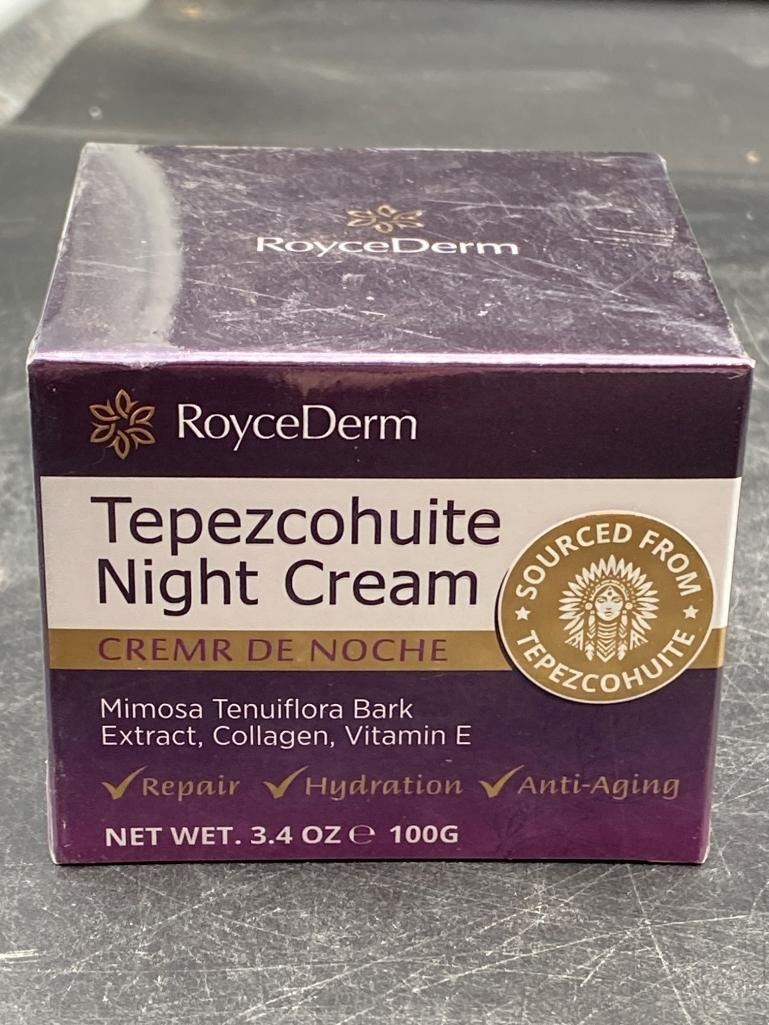 RoyceDerm
RoyceDerm
Tepezcohuite
Night Cream
CREMR DE NOCHE
SOURCED FROM
TEPEZCOHUITE
Mimosa Tenuiflora Bark
Extract, Collagen, Vitamin E
✓Repair ✓Hydration ✓Anti-Aging
NET WET. 3.4 OZ ℮ 100G